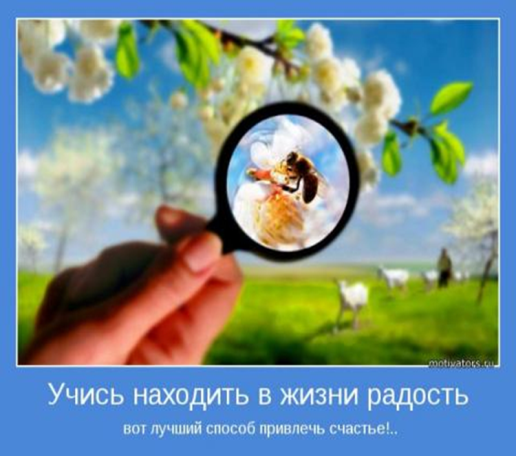 motivators.ru
Учись находить в жизни радость
вот лучший способ привлечь счастье!..